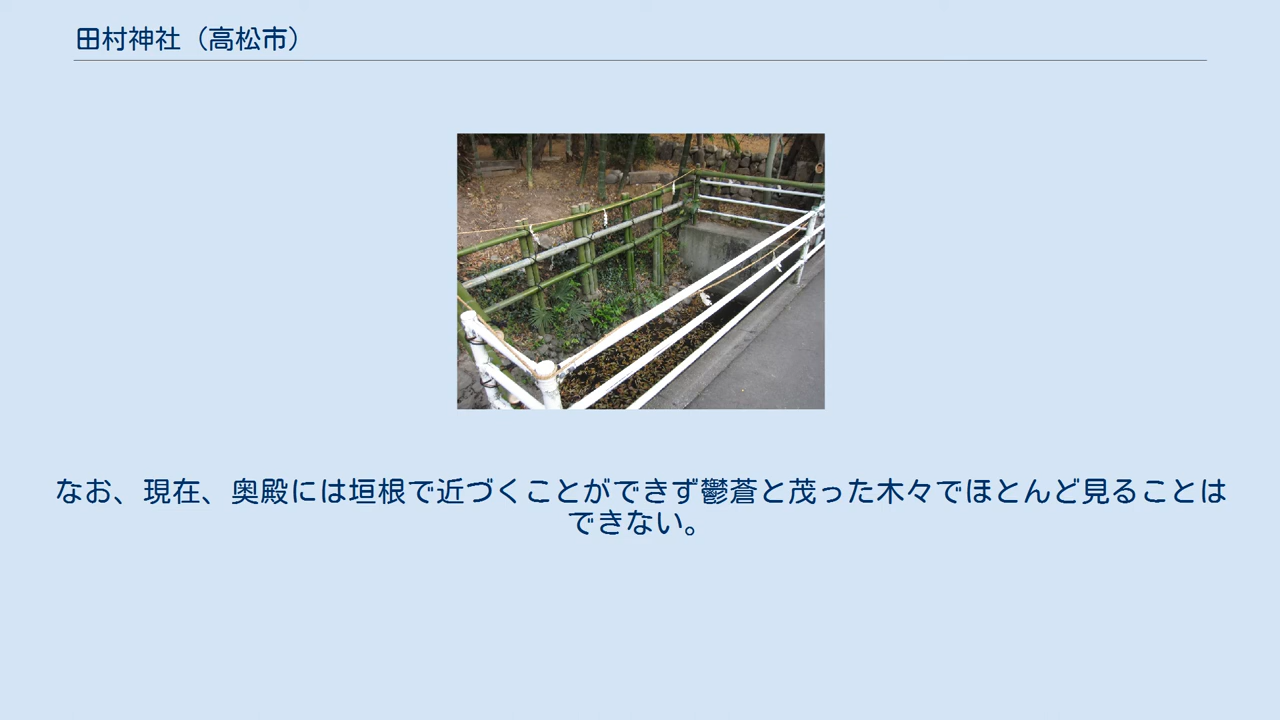 田村神社（高松市）
なお、現在、奥殿には垣根で近づくことができず鬱蒼と茂った木々でほとんど見ることは
できない。